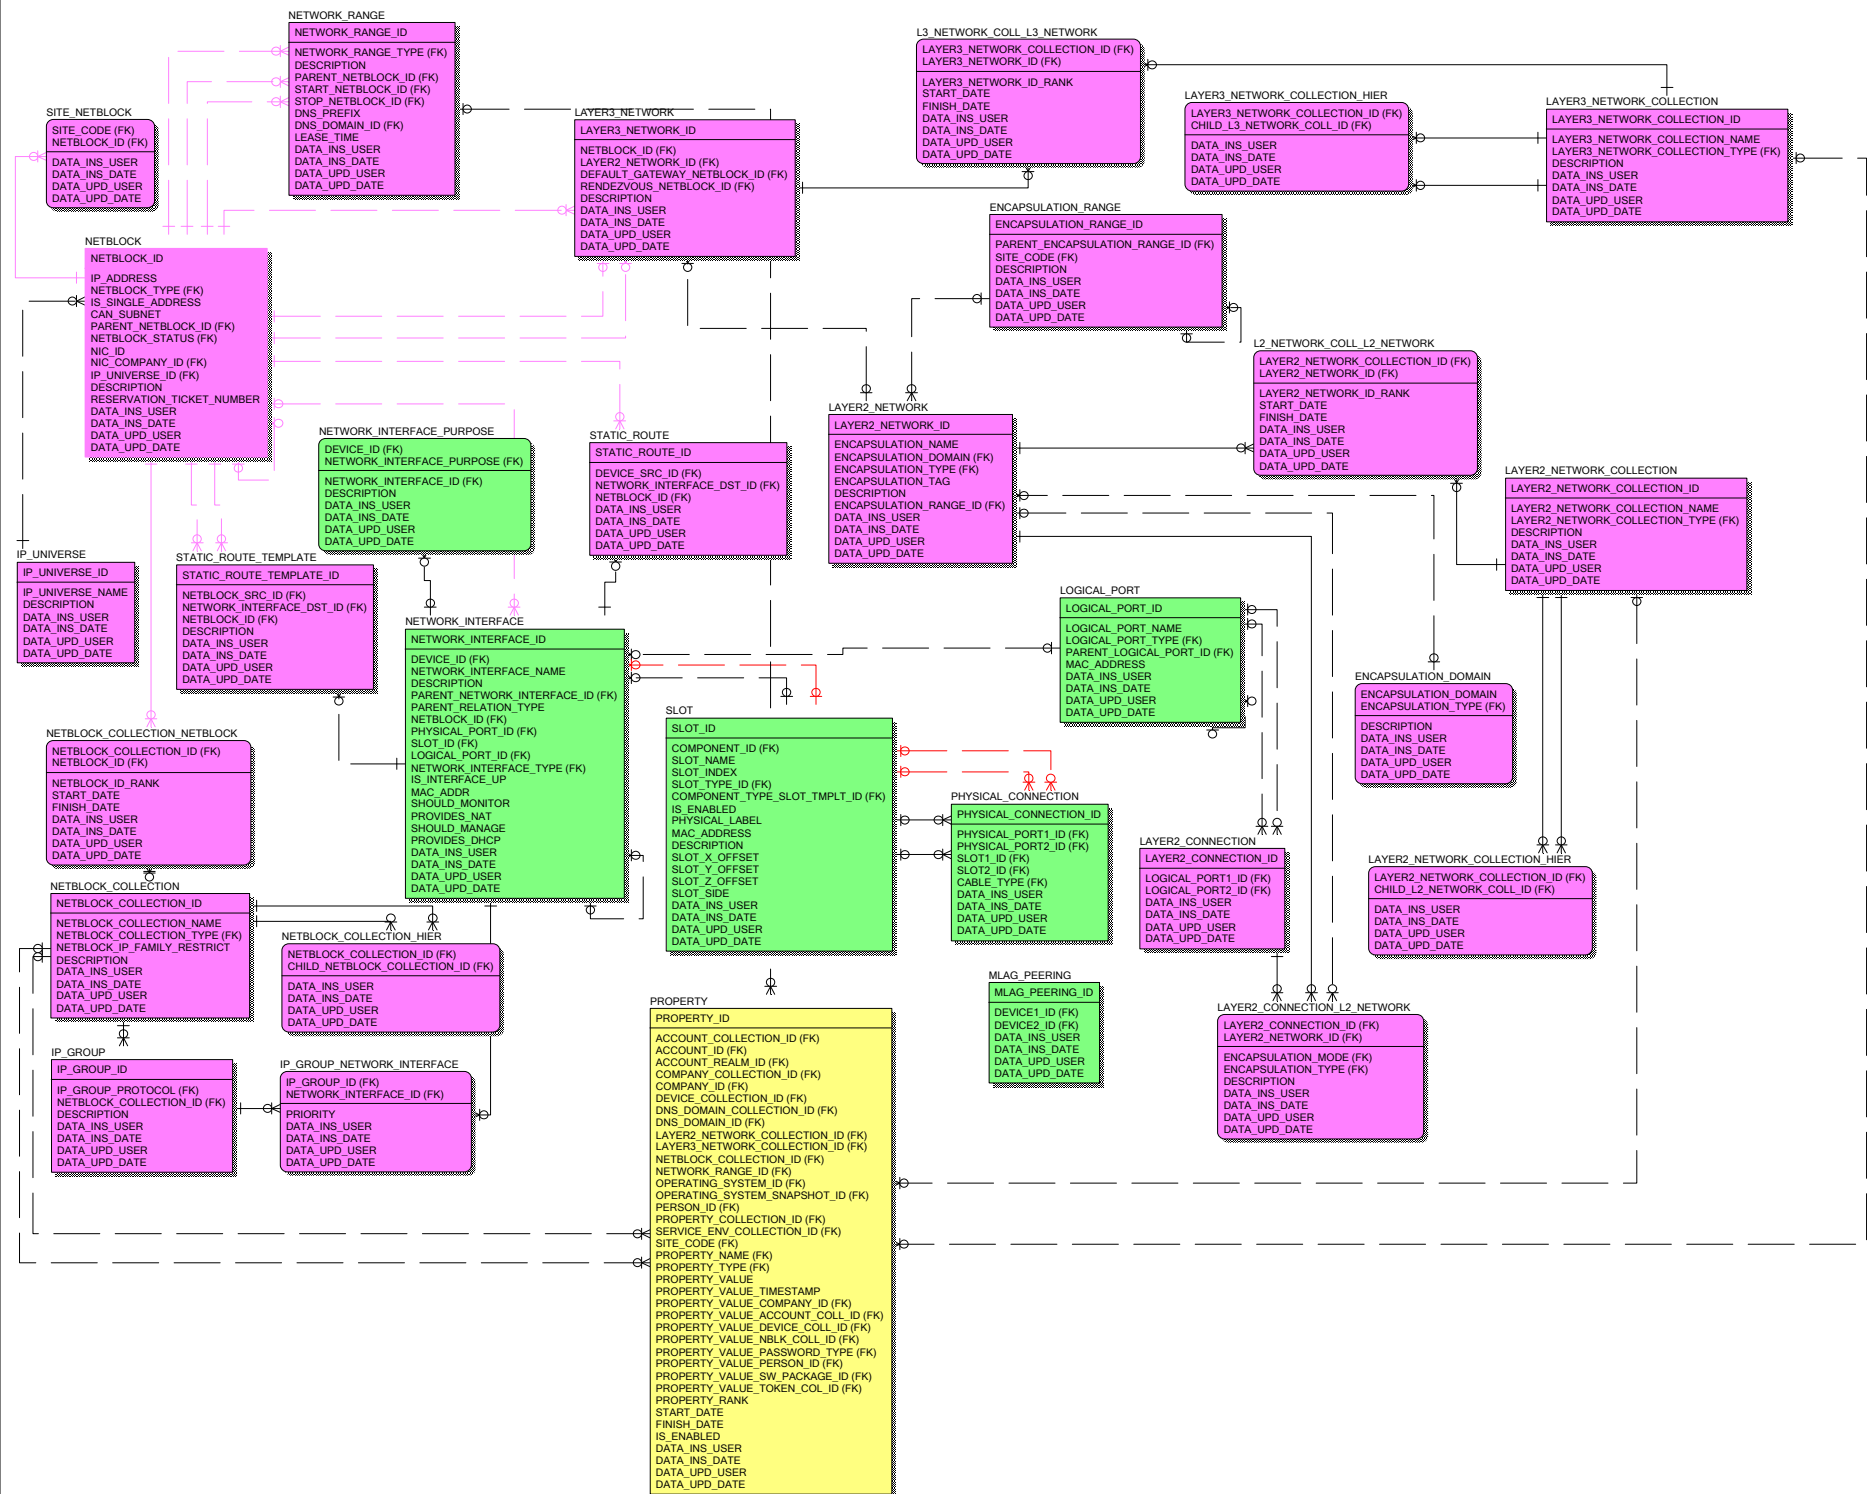 NETWORK_RANGE
NETWORK_RANGE_ID
NETWORK_RANGE_TYPE (FK)
DESCRIPTION
PARENT_NETBLOCK_ID (FK)
START_NETBLOCK_ID (FK)
STOP_NETBLOCK_ID (FK)
DNS_PREFIX
DNS_DOMAIN_ID (FK)
LEASE_TIME
DATA_INS_USER
DATA_INS_DATE
DATA_UPD_USER
DATA_UPD_DATE
L3_NETWORK_COLL_L3_NETWORK
LAYER3_NETWORK_COLLECTION_ID (FK)
LAYER3_NETWORK_ID (FK)
LAYER3_NETWORK_ID_RANK
START_DATE
FINISH_DATE
DATA_INS_USER
DATA_INS_DATE
DATA_UPD_USER
DATA_UPD_DATE
LAYER3_NETWORK_COLLECTION_HIER
LAYER3_NETWORK_COLLECTION_ID (FK)
CHILD_L3_NETWORK_COLL_ID (FK)
DATA_INS_USER
DATA_INS_DATE
DATA_UPD_USER
DATA_UPD_DATE
LAYER3_NETWORK_COLLECTION
LAYER3_NETWORK_COLLECTION_ID
LAYER3_NETWORK_COLLECTION_NAME
LAYER3_NETWORK_COLLECTION_TYPE (FK)
DESCRIPTION
DATA_INS_USER
DATA_INS_DATE
DATA_UPD_USER
DATA_UPD_DATE
SITE_NETBLOCK
SITE_CODE (FK)
NETBLOCK_ID (FK)
DATA_INS_USER
DATA_INS_DATE
DATA_UPD_USER
DATA_UPD_DATE
LAYER3_NETWORK
LAYER3_NETWORK_ID
NETBLOCK_ID (FK)
LAYER2_NETWORK_ID (FK)
DEFAULT_GATEWAY_NETBLOCK_ID (FK)
RENDEZVOUS_NETBLOCK_ID (FK)
DESCRIPTION
DATA_INS_USER
DATA_INS_DATE
DATA_UPD_USER
DATA_UPD_DATE
ENCAPSULATION_RANGE
ENCAPSULATION_RANGE_ID
PARENT_ENCAPSULATION_RANGE_ID (FK)
SITE_CODE (FK)
DESCRIPTION
DATA_INS_USER
DATA_INS_DATE
DATA_UPD_USER
DATA_UPD_DATE
NETBLOCK
NETBLOCK_ID
IP_ADDRESS
NETBLOCK_TYPE (FK)
IS_SINGLE_ADDRESS
CAN_SUBNET
PARENT_NETBLOCK_ID (FK)
NETBLOCK_STATUS (FK)
NIC_ID
NIC_COMPANY_ID (FK)
IP_UNIVERSE_ID (FK)
DESCRIPTION
RESERVATION_TICKET_NUMBER
DATA_INS_USER
DATA_INS_DATE
DATA_UPD_USER
DATA_UPD_DATE
L2_NETWORK_COLL_L2_NETWORK
LAYER2_NETWORK_COLLECTION_ID (FK)
LAYER2_NETWORK_ID (FK)
LAYER2_NETWORK_ID_RANK
START_DATE
FINISH_DATE
DATA_INS_USER
DATA_INS_DATE
DATA_UPD_USER
DATA_UPD_DATE
LAYER2_NETWORK
LAYER2_NETWORK_ID
ENCAPSULATION_NAME
ENCAPSULATION_DOMAIN (FK)
ENCAPSULATION_TYPE (FK)
ENCAPSULATION_TAG
DESCRIPTION
ENCAPSULATION_RANGE_ID (FK)
DATA_INS_USER
DATA_INS_DATE
DATA_UPD_USER
DATA_UPD_DATE
NETWORK_INTERFACE_PURPOSE
DEVICE_ID (FK)
NETWORK_INTERFACE_PURPOSE (FK)
NETWORK_INTERFACE_ID (FK)
DESCRIPTION
DATA_INS_USER
DATA_INS_DATE
DATA_UPD_USER
DATA_UPD_DATE
STATIC_ROUTE
STATIC_ROUTE_ID
DEVICE_SRC_ID (FK)
NETWORK_INTERFACE_DST_ID (FK)
NETBLOCK_ID (FK)
DATA_INS_USER
DATA_INS_DATE
DATA_UPD_USER
DATA_UPD_DATE
LAYER2_NETWORK_COLLECTION
LAYER2_NETWORK_COLLECTION_ID
LAYER2_NETWORK_COLLECTION_NAME
LAYER2_NETWORK_COLLECTION_TYPE (FK)
DESCRIPTION
DATA_INS_USER
DATA_INS_DATE
DATA_UPD_USER
DATA_UPD_DATE
IP_UNIVERSE
IP_UNIVERSE_ID
IP_UNIVERSE_NAME
DESCRIPTION
DATA_INS_USER
DATA_INS_DATE
DATA_UPD_USER
DATA_UPD_DATE
STATIC_ROUTE_TEMPLATE
STATIC_ROUTE_TEMPLATE_ID
NETBLOCK_SRC_ID (FK)
NETWORK_INTERFACE_DST_ID (FK)
NETBLOCK_ID (FK)
DESCRIPTION
DATA_INS_USER
DATA_INS_DATE
DATA_UPD_USER
DATA_UPD_DATE
NETWORK_INTERFACE
NETWORK_INTERFACE_ID
DEVICE_ID (FK)
NETWORK_INTERFACE_NAME
DESCRIPTION
PARENT_NETWORK_INTERFACE_ID (FK)
PARENT_RELATION_TYPE
NETBLOCK_ID (FK)
PHYSICAL_PORT_ID (FK)
SLOT_ID (FK)
LOGICAL_PORT_ID (FK)
NETWORK_INTERFACE_TYPE (FK)
IS_INTERFACE_UP
MAC_ADDR
SHOULD_MONITOR
PROVIDES_NAT
SHOULD_MANAGE
PROVIDES_DHCP
DATA_INS_USER
DATA_INS_DATE
DATA_UPD_USER
DATA_UPD_DATE
LOGICAL_PORT
LOGICAL_PORT_ID
LOGICAL_PORT_NAME
LOGICAL_PORT_TYPE (FK)
PARENT_LOGICAL_PORT_ID (FK)
MAC_ADDRESS
DATA_INS_USER
DATA_INS_DATE
DATA_UPD_USER
DATA_UPD_DATE
ENCAPSULATION_DOMAIN
ENCAPSULATION_DOMAIN
ENCAPSULATION_TYPE (FK)
DESCRIPTION
DATA_INS_USER
DATA_INS_DATE
DATA_UPD_USER
DATA_UPD_DATE
SLOT
SLOT_ID
COMPONENT_ID (FK)
SLOT_NAME
SLOT_INDEX
SLOT_TYPE_ID (FK)
COMPONENT_TYPE_SLOT_TMPLT_ID (FK)
IS_ENABLED
PHYSICAL_LABEL
MAC_ADDRESS
DESCRIPTION
SLOT_X_OFFSET
SLOT_Y_OFFSET
SLOT_Z_OFFSET
SLOT_SIDE
DATA_INS_USER
DATA_INS_DATE
DATA_UPD_USER
DATA_UPD_DATE
NETBLOCK_COLLECTION_NETBLOCK
NETBLOCK_COLLECTION_ID (FK)
NETBLOCK_ID (FK)
NETBLOCK_ID_RANK
START_DATE
FINISH_DATE
DATA_INS_USER
DATA_INS_DATE
DATA_UPD_USER
DATA_UPD_DATE
PHYSICAL_CONNECTION
PHYSICAL_CONNECTION_ID
PHYSICAL_PORT1_ID (FK)
PHYSICAL_PORT2_ID (FK)
SLOT1_ID (FK)
SLOT2_ID (FK)
CABLE_TYPE (FK)
DATA_INS_USER
DATA_INS_DATE
DATA_UPD_USER
DATA_UPD_DATE
LAYER2_CONNECTION
LAYER2_CONNECTION_ID
LOGICAL_PORT1_ID (FK)
LOGICAL_PORT2_ID (FK)
DATA_INS_USER
DATA_INS_DATE
DATA_UPD_USER
DATA_UPD_DATE
LAYER2_NETWORK_COLLECTION_HIER
LAYER2_NETWORK_COLLECTION_ID (FK)
CHILD_L2_NETWORK_COLL_ID (FK)
DATA_INS_USER
DATA_INS_DATE
DATA_UPD_USER
DATA_UPD_DATE
NETBLOCK_COLLECTION
NETBLOCK_COLLECTION_ID
NETBLOCK_COLLECTION_NAME
NETBLOCK_COLLECTION_TYPE (FK)
NETBLOCK_IP_FAMILY_RESTRICT
DESCRIPTION
DATA_INS_USER
DATA_INS_DATE
DATA_UPD_USER
DATA_UPD_DATE
NETBLOCK_COLLECTION_HIER
NETBLOCK_COLLECTION_ID (FK)
CHILD_NETBLOCK_COLLECTION_ID (FK)
DATA_INS_USER
DATA_INS_DATE
DATA_UPD_USER
DATA_UPD_DATE
MLAG_PEERING
MLAG_PEERING_ID
DEVICE1_ID (FK)
DEVICE2_ID (FK)
DATA_INS_USER
DATA_INS_DATE
DATA_UPD_USER
DATA_UPD_DATE
LAYER2_CONNECTION_L2_NETWORK
LAYER2_CONNECTION_ID (FK)
LAYER2_NETWORK_ID (FK)
ENCAPSULATION_MODE (FK)
ENCAPSULATION_TYPE (FK)
DESCRIPTION
DATA_INS_USER
DATA_INS_DATE
DATA_UPD_USER
DATA_UPD_DATE
IP_GROUP
IP_GROUP_ID
IP_GROUP_PROTOCOL (FK)
NETBLOCK_COLLECTION_ID (FK)
DESCRIPTION
DATA_INS_USER
DATA_INS_DATE
DATA_UPD_USER
DATA_UPD_DATE
IP_GROUP_NETWORK_INTERFACE
IP_GROUP_ID (FK)
NETWORK_INTERFACE_ID (FK)
PRIORITY
DATA_INS_USER
DATA_INS_DATE
DATA_UPD_USER
DATA_UPD_DATE
PROPERTY
PROPERTY_ID
ACCOUNT_COLLECTION_ID (FK)
ACCOUNT_ID (FK)
ACCOUNT_REALM_ID (FK)
COMPANY_COLLECTION_ID (FK)
COMPANY_ID (FK)
DEVICE_COLLECTION_ID (FK)
DNS_DOMAIN_COLLECTION_ID (FK)
DNS_DOMAIN_ID (FK)
LAYER2_NETWORK_COLLECTION_ID (FK)
LAYER3_NETWORK_COLLECTION_ID (FK)
NETBLOCK_COLLECTION_ID (FK)
NETWORK_RANGE_ID (FK)
OPERATING_SYSTEM_ID (FK)
OPERATING_SYSTEM_SNAPSHOT_ID (FK)
PERSON_ID (FK)
PROPERTY_COLLECTION_ID (FK)
SERVICE_ENV_COLLECTION_ID (FK)
SITE_CODE (FK)
PROPERTY_NAME (FK)
PROPERTY_TYPE (FK)
PROPERTY_VALUE
PROPERTY_VALUE_TIMESTAMP
PROPERTY_VALUE_COMPANY_ID (FK)
PROPERTY_VALUE_ACCOUNT_COLL_ID (FK)
PROPERTY_VALUE_DEVICE_COLL_ID (FK)
PROPERTY_VALUE_NBLK_COLL_ID (FK)
PROPERTY_VALUE_PASSWORD_TYPE (FK)
PROPERTY_VALUE_PERSON_ID (FK)
PROPERTY_VALUE_SW_PACKAGE_ID (FK)
PROPERTY_VALUE_TOKEN_COL_ID (FK)
PROPERTY_RANK
START_DATE
FINISH_DATE
IS_ENABLED
DATA_INS_USER
DATA_INS_DATE
DATA_UPD_USER
DATA_UPD_DATE